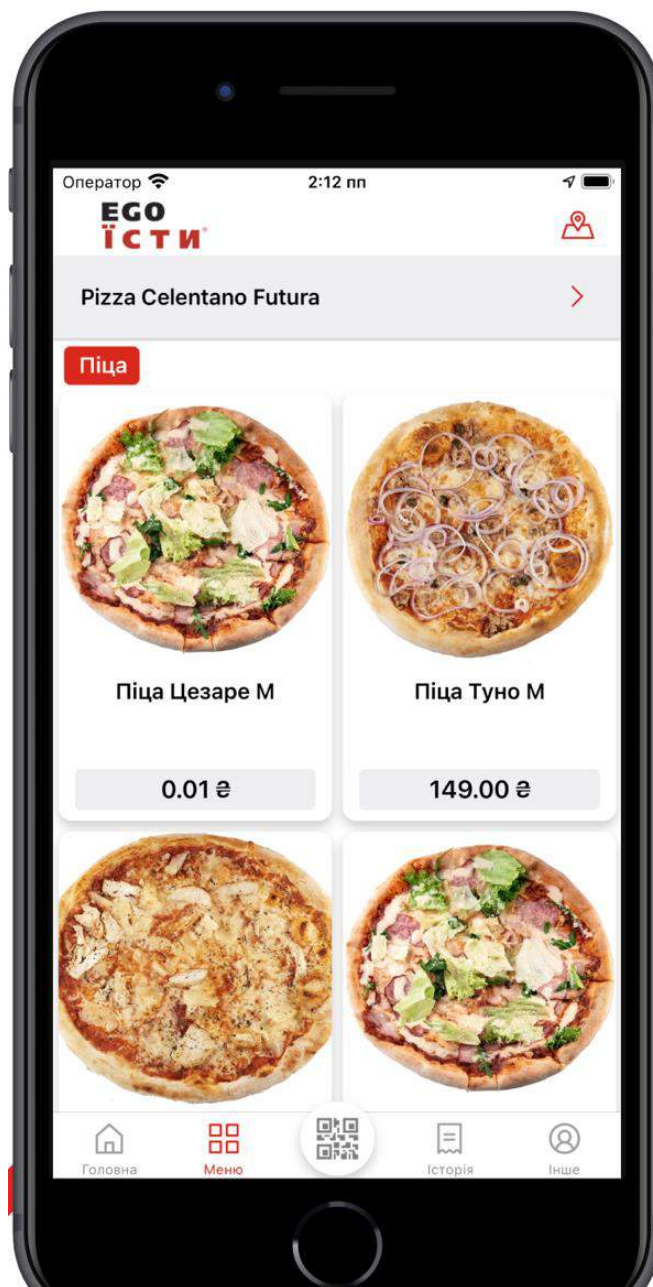 Оператор 2:12 пп
EGO
ЇСТИ
Pizza Celentano Futura
Піца
Піца Цезаре М Піца Туно М
0.01 ₴ 149.00 ₴
Головна Меню Історія Інше